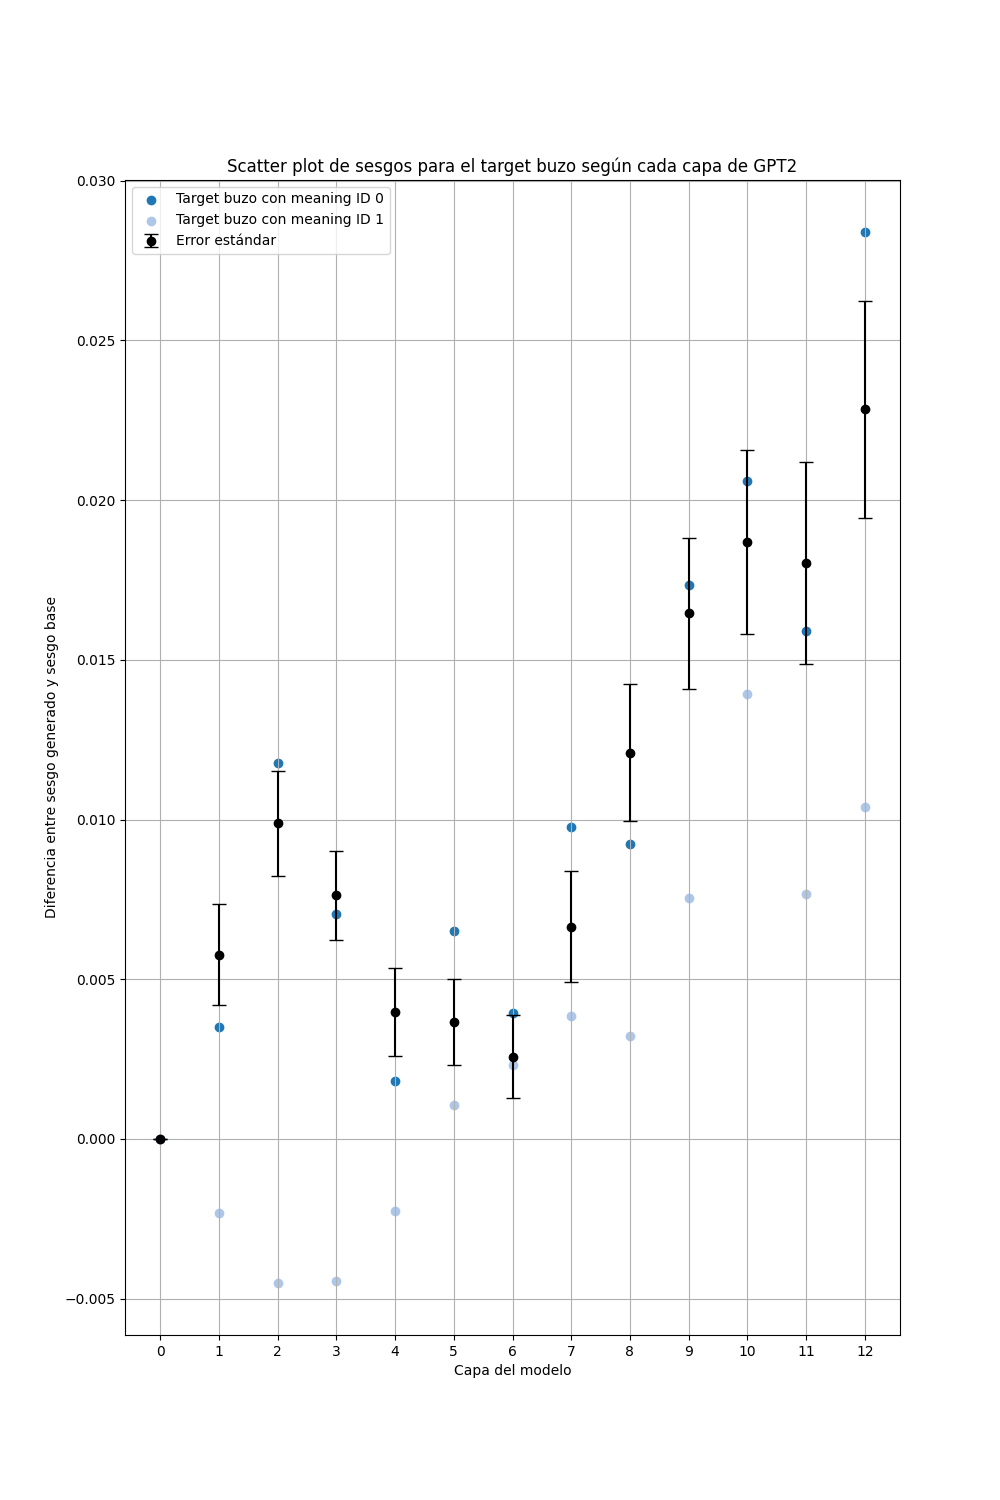 Scatter plot de sesgos para el target buzo según cada capa de GPT2
Target buzo con meaning ID 0
Target buzo con meaning ID 1
Error estándar
0.030
0.025
0.020
0.015
0.010
0.005
0.000
−0.005
Diferencia entre sesgo generado y sesgo base
0 1 2 3 4 5 6 7 8 9 10 11 12
Capa del modelo